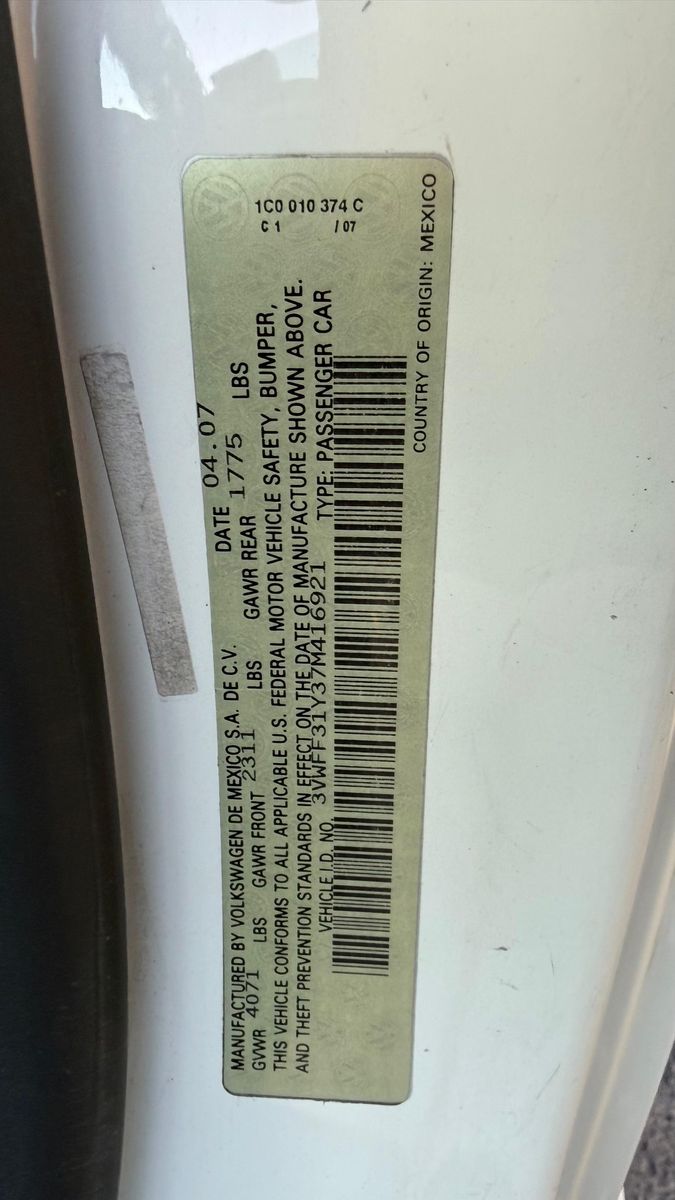 1C0 010 374 C
C 1 / 07
MANUFACTURED BY VOLKSWAGEN DE MEXICO S.A. DE C.V. DATE 04.07
GVWR 4071 LBS GAWR FRONT 2311 LBS GAWR REAR 1775 LBS
THIS VEHICLE CONFORMS TO ALL APPLICABLE U.S. FEDERAL MOTOR VEHICLE SAFETY, BUMPER,
AND THEFT PREVENTION STANDARDS IN EFFECT ON THE DATE OF MANUFACTURE SHOWN ABOVE.
VEHICLE I.D. NO. 3VWFF31Y37M416921 TYPE: PASSENGER CAR
COUNTRY OF ORIGIN: MEXICO